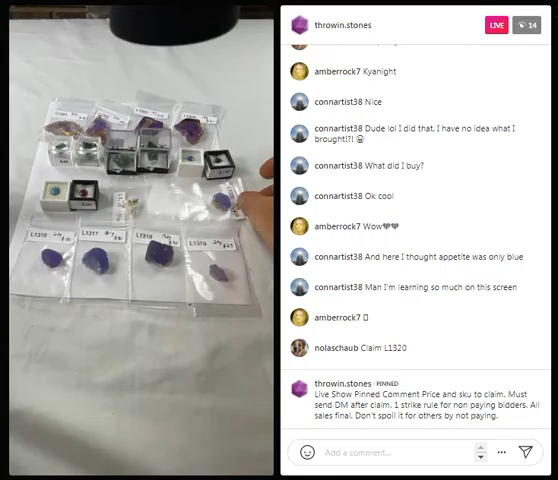 throwin.stones
LIVE
14
amberrock7 Kyanight
connartist38 Nice
connartist38 Dude lol I did that. I have no idea what I
brought!?! 😀
connartist38 What did I buy?
connartist38 Ok cool
amberrock7 Wow
connartist38 And here I thought appetite was only blue
connartist38 Man I'm learning so much on this screen
amberrock7
nolaschaub Claim L1320
throwin.stones · PINNED
Live Show Pinned Comment Price and sku to claim. Must
send DM after claim. 1 strike rule for non paying bidders. All
sales final. Don't spoil it for others by not paying.
Add a comment...
L1316
L1317
L1318
L1319